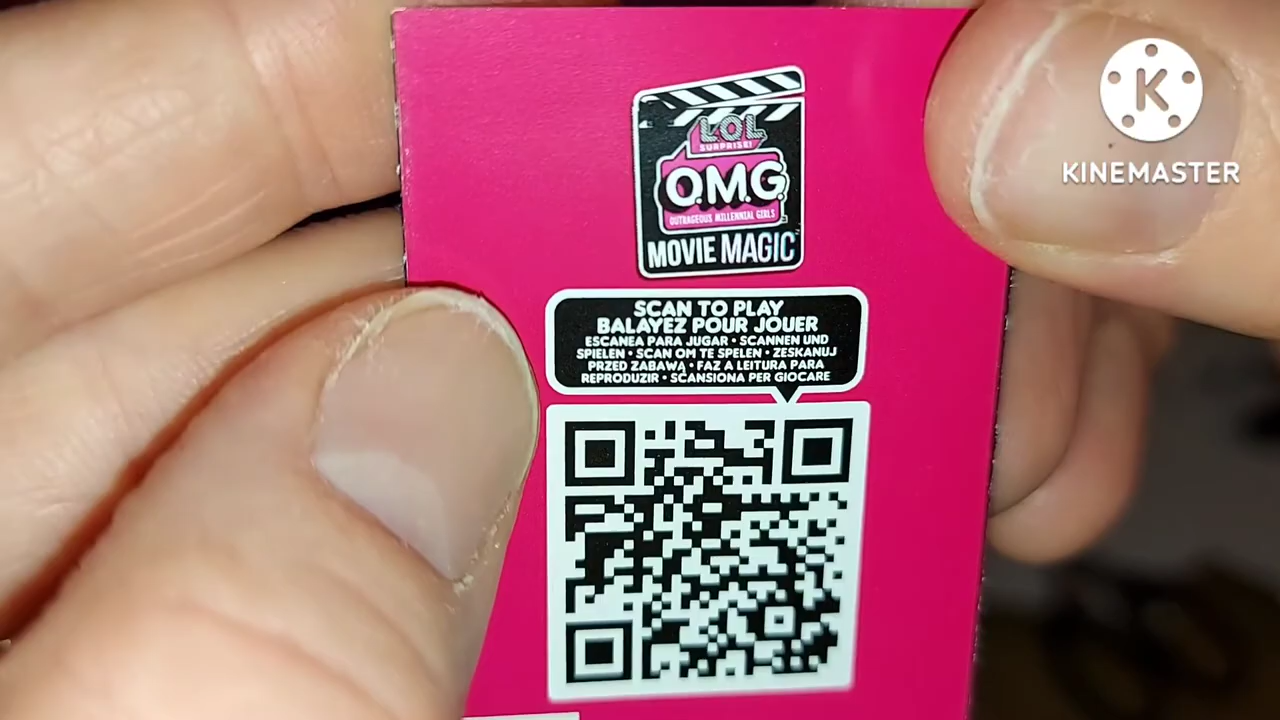 LOL
SURPRISE!
O.M.G.
OUTRAGEOUS MILLENNIAL GIRLS
MOVIE MAGIC
SCAN TO PLAY
BALAYEZ POUR JOUER
ESCANEA PARA JUGAR • SCANNEN UND
SPIELEN • SCAN OM TE SPELEN • ZESKANUJ
PRZED ZABAWĄ • FAZ A LEITURA PARA
REPRODUZIR • SCANSIONA PER GIOCARE
K
KINEMASTER